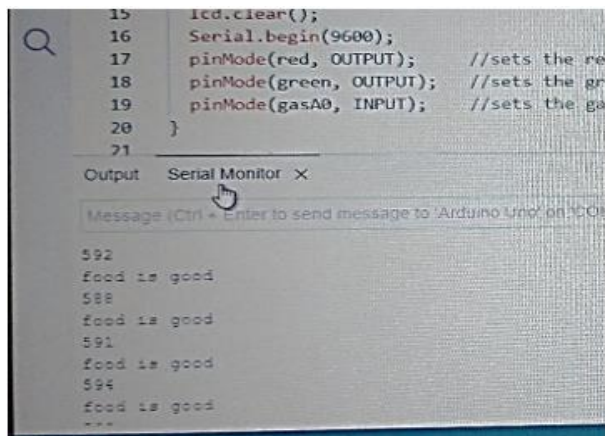 15 lcd.clear();
16 Serial.begin(9600);
17 pinMode(red, OUTPUT); //sets the re
18 pinMode(green, OUTPUT); //sets the gr
19 pinMode(gasA0, INPUT); //sets the ga
20 }
21
Output Serial Monitor X
Message (Ctrl + Enter to send message to 'Arduino Uno' on 'CO
592
food is good
588
food is good
591
food is good
594
food is good